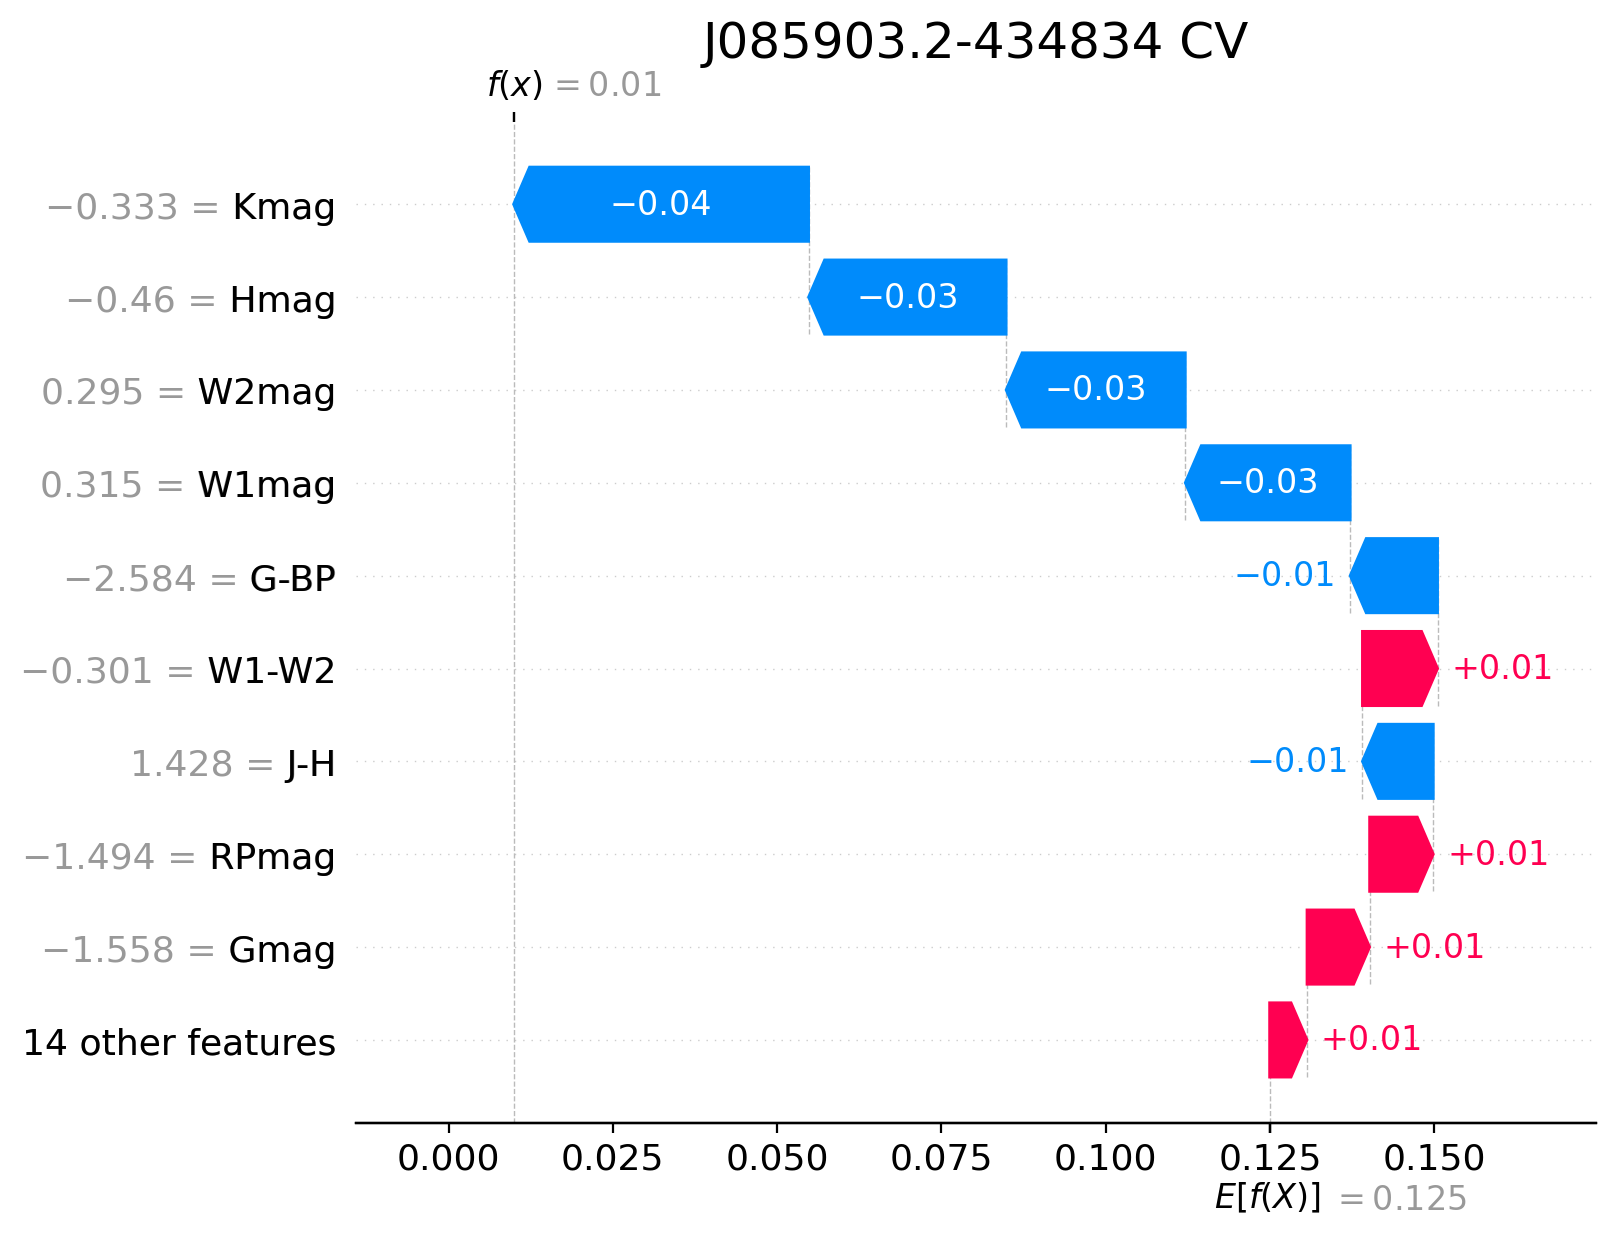 J085903.2-434834 CV
f(x) = 0.01
−0.333 = Kmag
−0.04
−0.46 = Hmag
−0.03
0.295 = W2mag
−0.03
0.315 = W1mag
−0.03
−2.584 = G-BP
−0.01
−0.301 = W1-W2
+0.01
1.428 = J-H
−0.01
−1.494 = RPmag
+0.01
−1.558 = Gmag
+0.01
14 other features
+0.01
0.000 0.025 0.050 0.075 0.100 0.125 0.150
E[f(X)] = 0.125